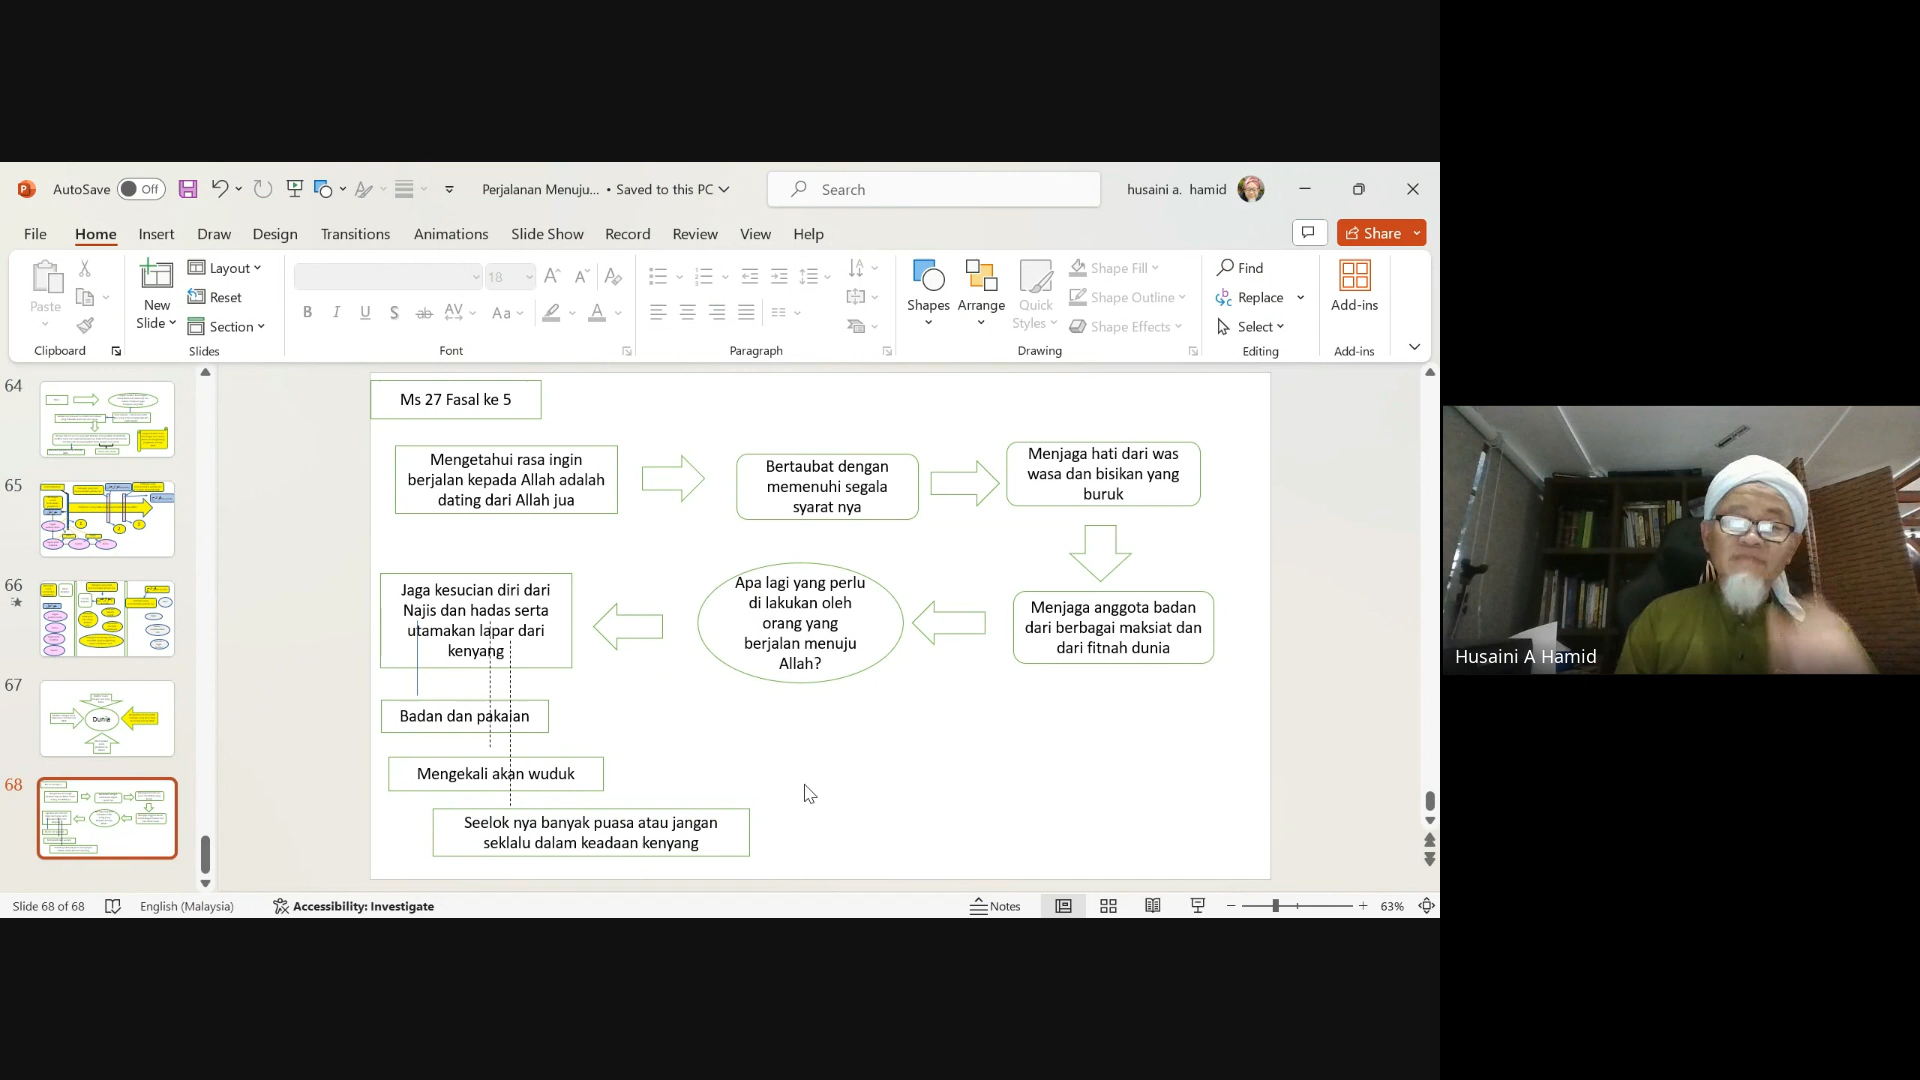 AutoSave Off
Perjalanan Menuju... • Saved to this PC
Search
husaini a. hamid
File Home Insert Draw Design Transitions Animations Slide Show Record Review View Help
Share
Paste
Clipboard
New
Slide
Layout
Reset
Section
Slides
18
B I U S ab AV Aa A
Font
Paragraph
Shapes
Arrange
Quick
Styles
Shape Fill
Shape Outline
Shape Effects
Drawing
Find
Replace
Select
Editing
Add-ins
Add-ins
64
65
66
67
Dunia
68
Ms 27 Fasal ke 5
Mengetahui rasa ingin
berjalan kepada Allah adalah
dating dari Allah jua
Bertaubat dengan
memenuhi segala
syarat nya
Menjaga hati dari was
wasa dan bisikan yang
buruk
Menjaga anggota badan
dari berbagai maksiat dan
dari fitnah dunia
Apa lagi yang perlu
di lakukan oleh
orang yang
berjalan menuju
Allah?
Jaga kesucian diri dari
Najis dan hadas serta
utamakan lapar dari
kenyang
Badan dan pakaian
Mengekali akan wuduk
Seelok nya banyak puasa atau jangan
seklalu dalam keadaan kenyang
Slide 68 of 68
English (Malaysia)
Accessibility: Investigate
Notes
63%
Husaini A Hamid